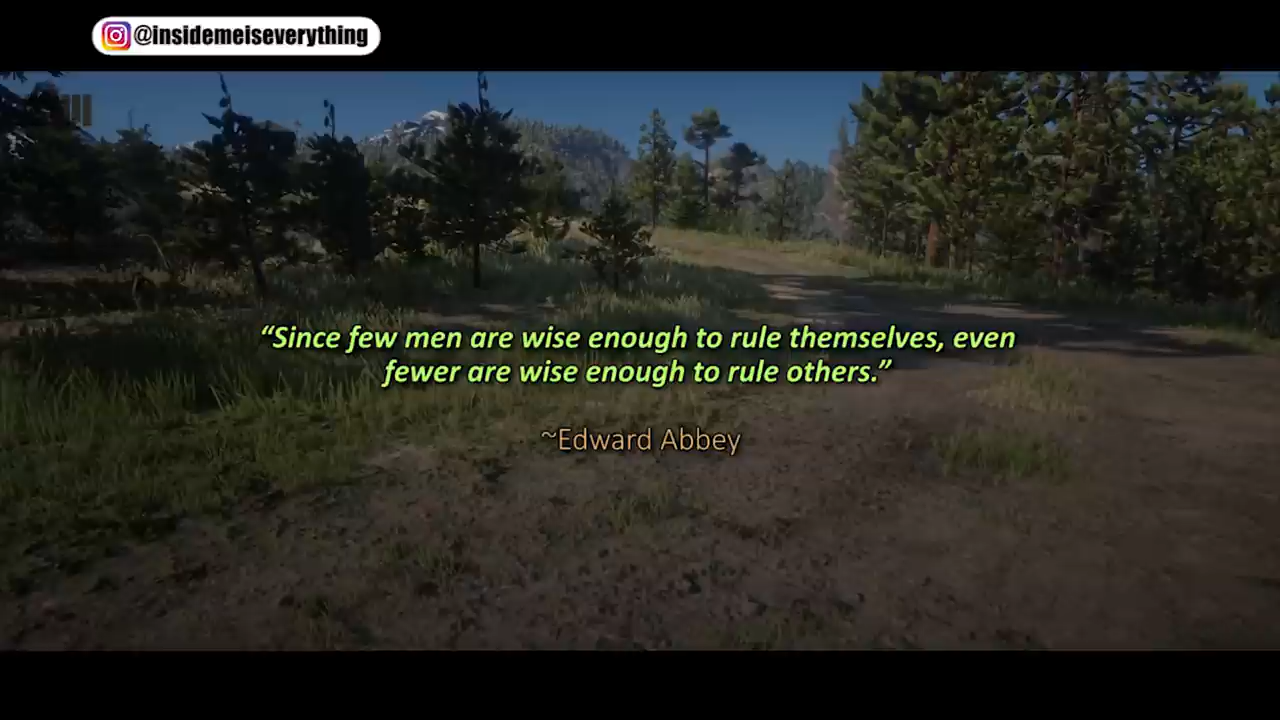 @insidemeiseverything
“Since few men are wise enough to rule themselves, even
fewer are wise enough to rule others.”
~Edward Abbey